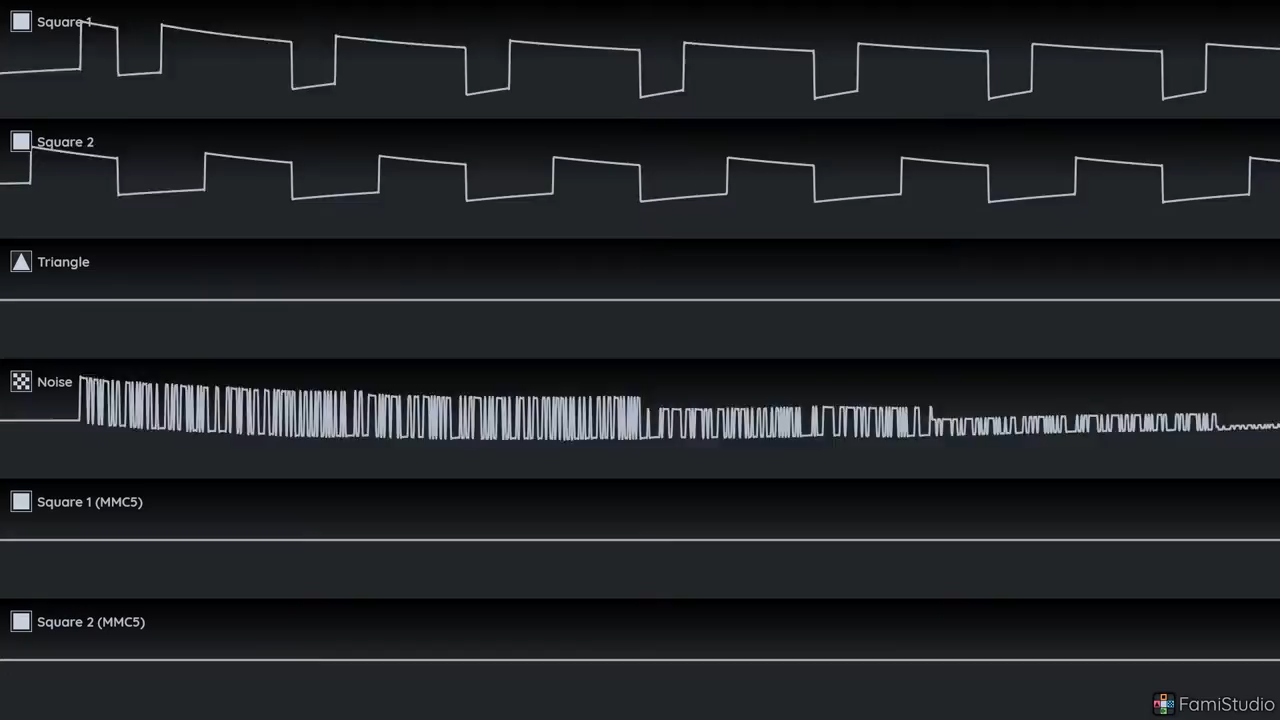 Square 1
Square 2
Triangle
Noise
Square 1 (MMC5)
Square 2 (MMC5)
FamiStudio